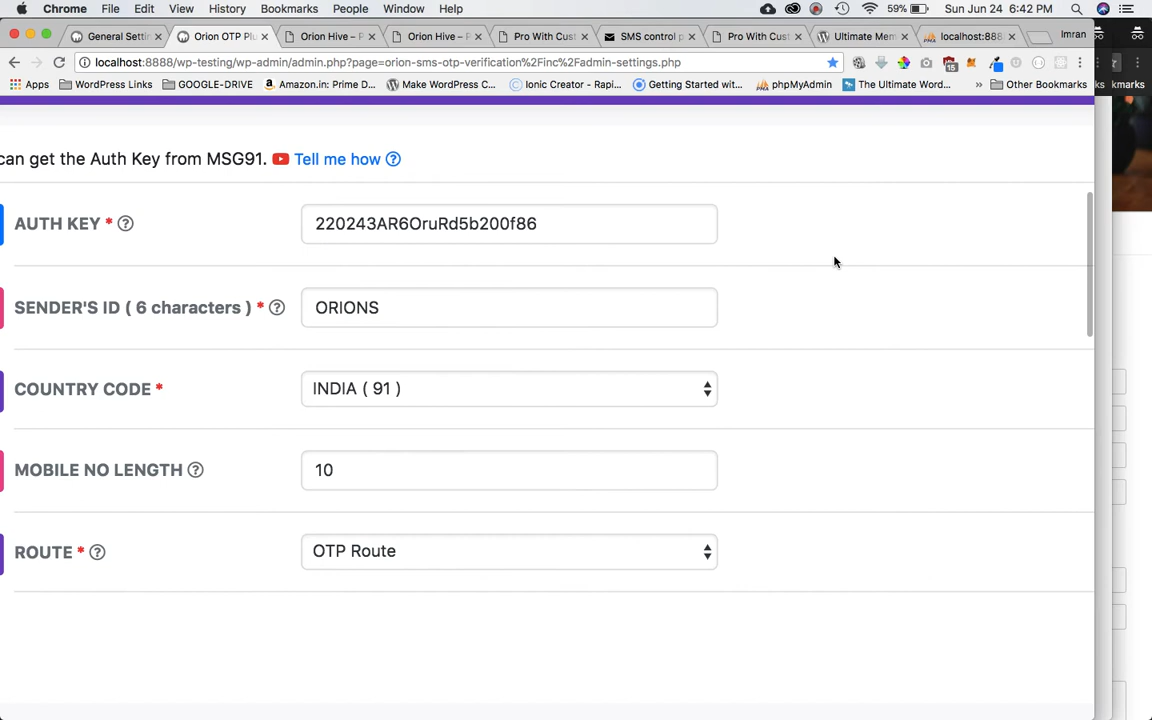 Chrome File Edit View History Bookmarks People Window Help 59% Sun Jun 24 6:42 PM
General Settin Orion OTP Plu Orion Hive – P Orion Hive – P Pro With Cust SMS control p Pro With Cust Ultimate Mem localhost:888 Imran
localhost:8888/wp-testing/wp-admin/admin.php?page=orion-sms-otp-verification%2Finc%2Fadmin-settings.php 15
Apps WordPress Links GOOGLE-DRIVE Amazon.in: Prime D... Make WordPress C... Ionic Creator - Rapi... Getting Started wit... phpMyAdmin The Ultimate Word... » Other Bookmarks ks kmarks
can get the Auth Key from MSG91. Tell me how ?
AUTH KEY * ? 220243AR6OruRd5b200f86
SENDER'S ID ( 6 characters ) * ? ORIONS
COUNTRY CODE * INDIA ( 91 )
MOBILE NO LENGTH ? 10
ROUTE * ? OTP Route